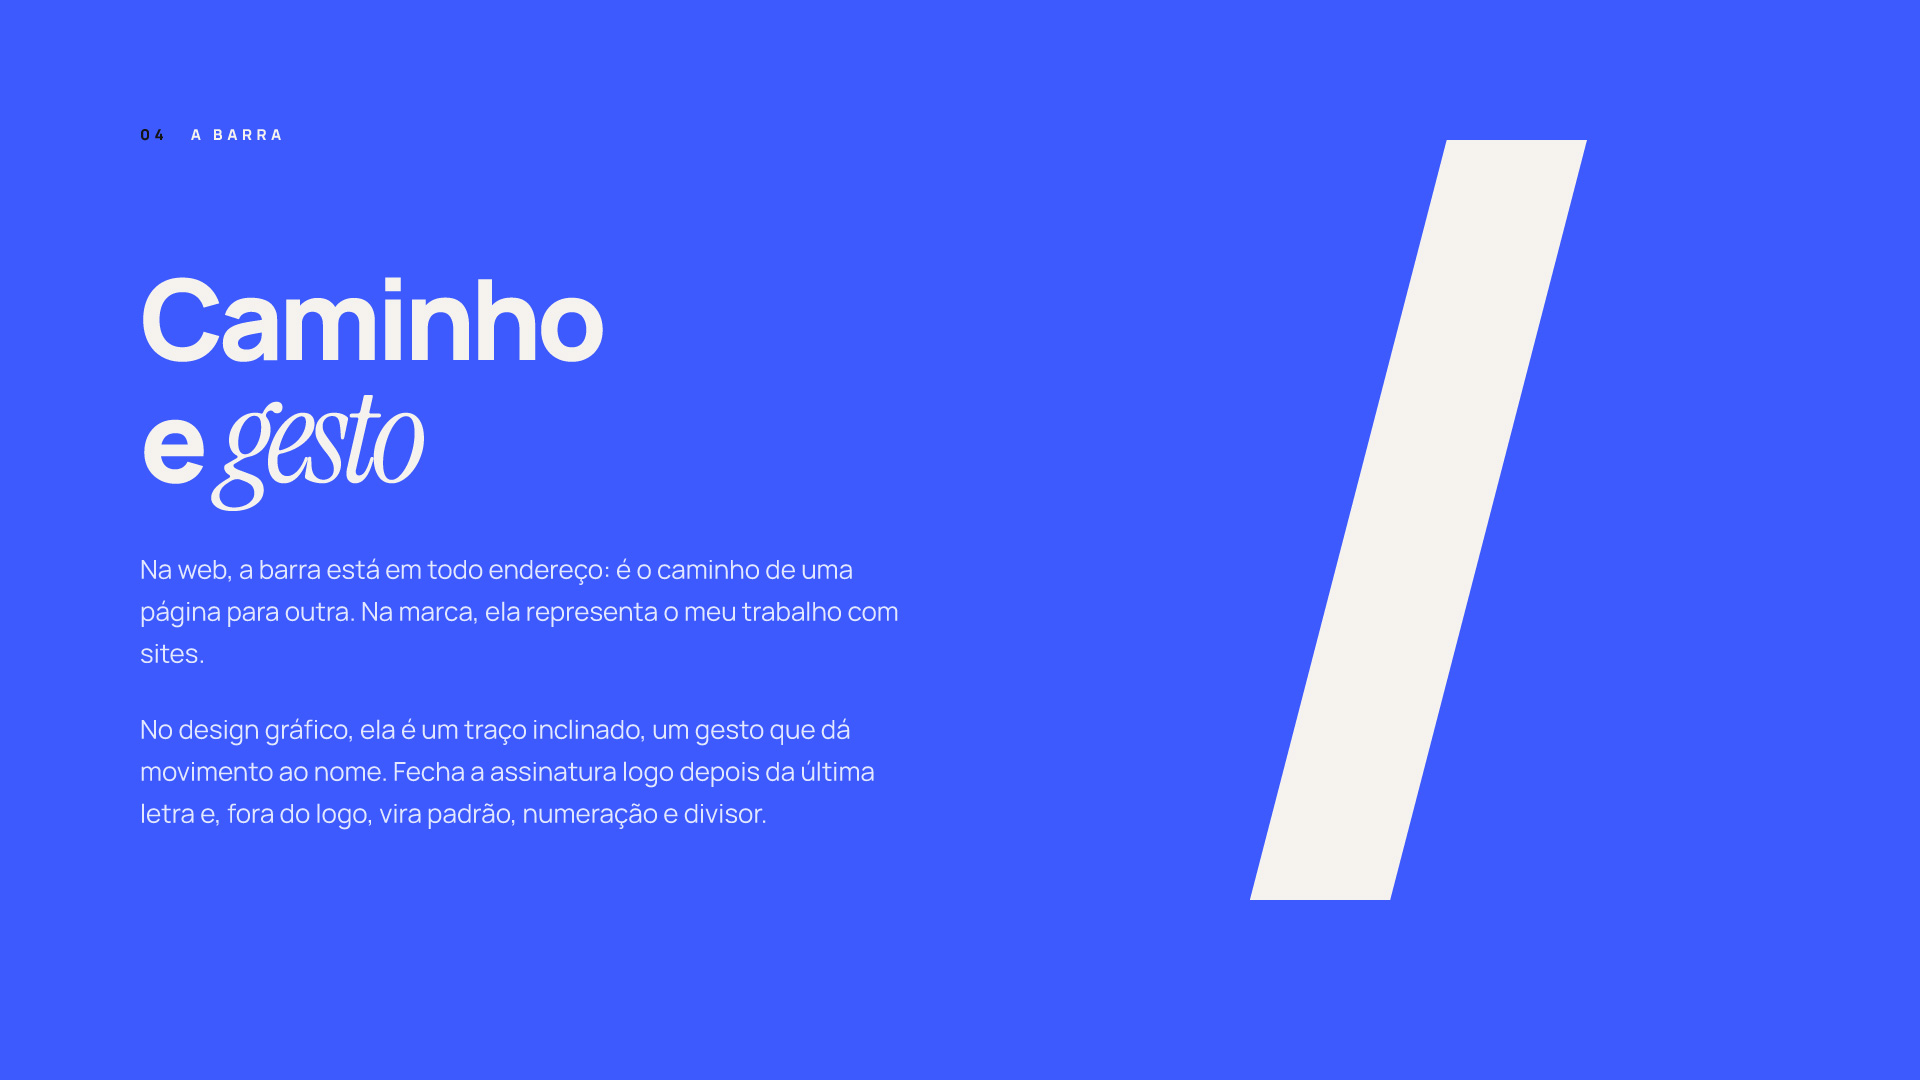 04 A BARRA
Caminho
e gesto
Na web, a barra está em todo endereço: é o caminho de uma
página para outra. Na marca, ela representa o meu trabalho com
sites.
No design gráfico, ela é um traço inclinado, um gesto que dá
movimento ao nome. Fecha a assinatura logo depois da última
letra e, fora do logo, vira padrão, numeração e divisor.
/